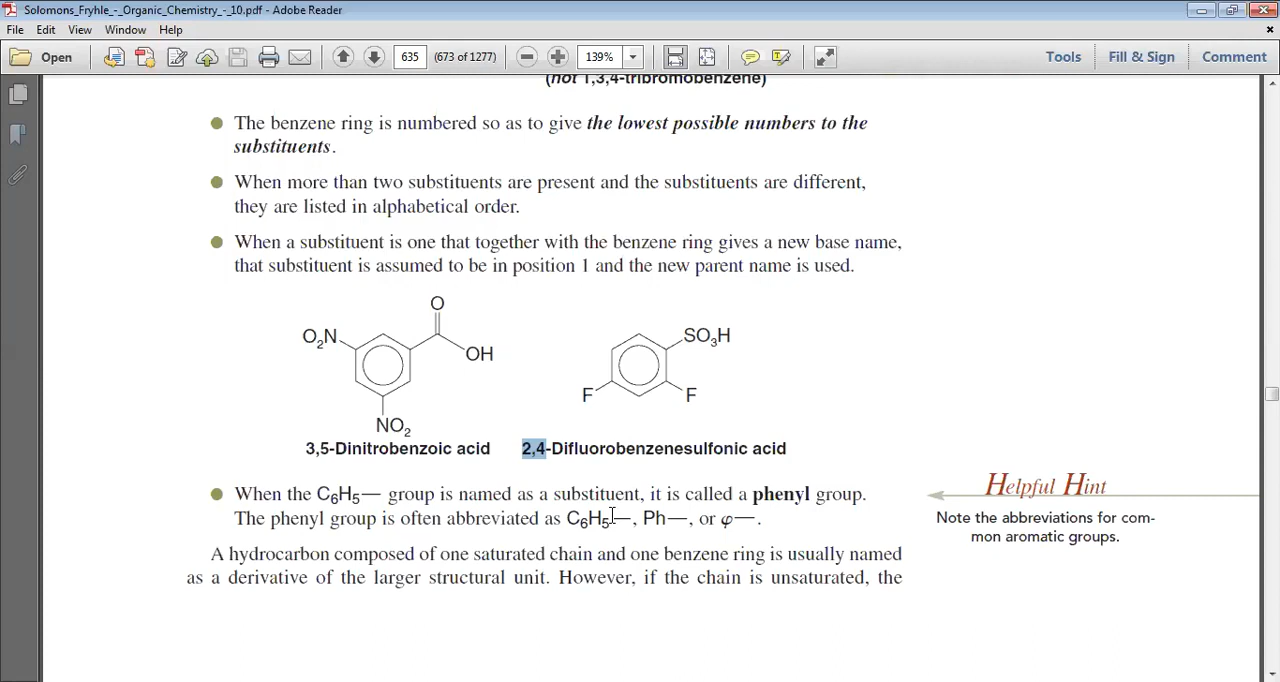 Solomons_Fryhle_-_Organic_Chemistry_-_10.pdf - Adobe Reader
File Edit View Window Help
Open 635 (673 of 1277) 139% Tools Fill & Sign Comment
(not 1,3,4-tribromobenzene)
The benzene ring is numbered so as to give the lowest possible numbers to the
substituents.
When more than two substituents are present and the substituents are different,
they are listed in alphabetical order.
When a substituent is one that together with the benzene ring gives a new base name,
that substituent is assumed to be in position 1 and the new parent name is used.
O
O2N
OH
NO2
SO3H
F F
3,5-Dinitrobenzoic acid 2,4-Difluorobenzenesulfonic acid
When the C6H5— group is named as a substituent, it is called a phenyl group.
The phenyl group is often abbreviated as C6H5—, Ph—, or φ—.
Helpful Hint
Note the abbreviations for com-
mon aromatic groups.
A hydrocarbon composed of one saturated chain and one benzene ring is usually named
as a derivative of the larger structural unit. However, if the chain is unsaturated, the